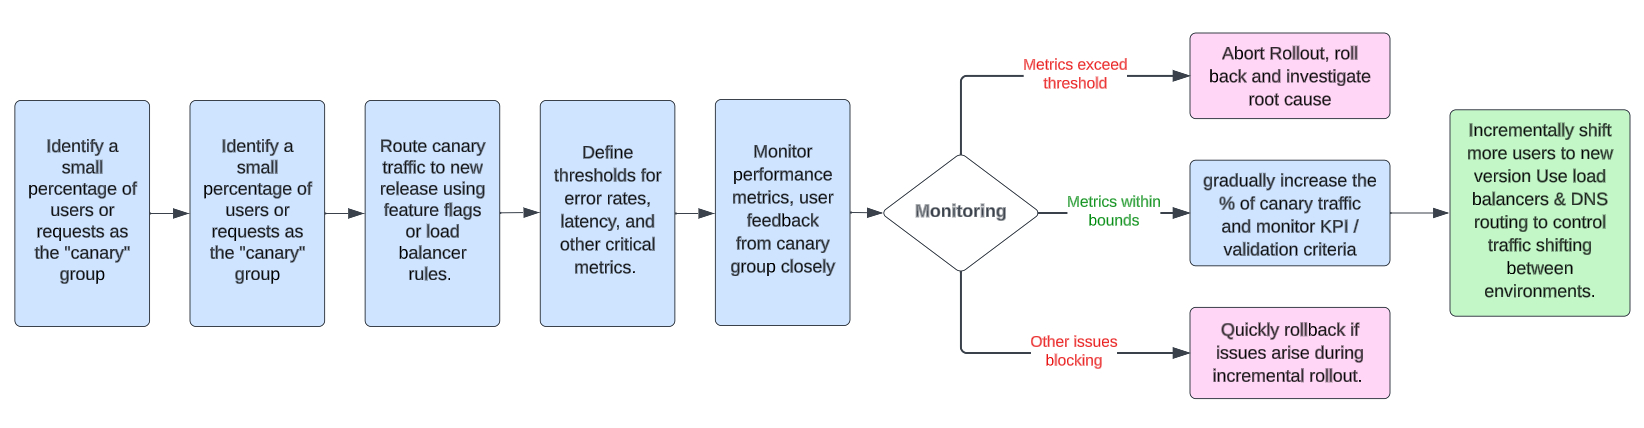 Identify a
small
percentage of
users or
requests as
the "canary"
group
Identify a
small
percentage of
users or
requests as
the "canary"
group
Route canary
traffic to new
release using
feature flags
or load
balancer
rules.
Define
thresholds for
error rates,
latency, and
other critical
metrics.
Monitor
performance
metrics, user
feedback
from canary
group closely
Monitoring
Metrics exceed
threshold
Abort Rollout, roll
back and investigate
root cause
Metrics within
bounds
gradually increase the
% of canary traffic
and monitor KPI /
validation criteria
Other issues
blocking
Quickly rollback if
issues arise during
incremental rollout.
Incrementally shift
more users to new
version Use load
balancers & DNS
routing to control
traffic shifting
between
environments.